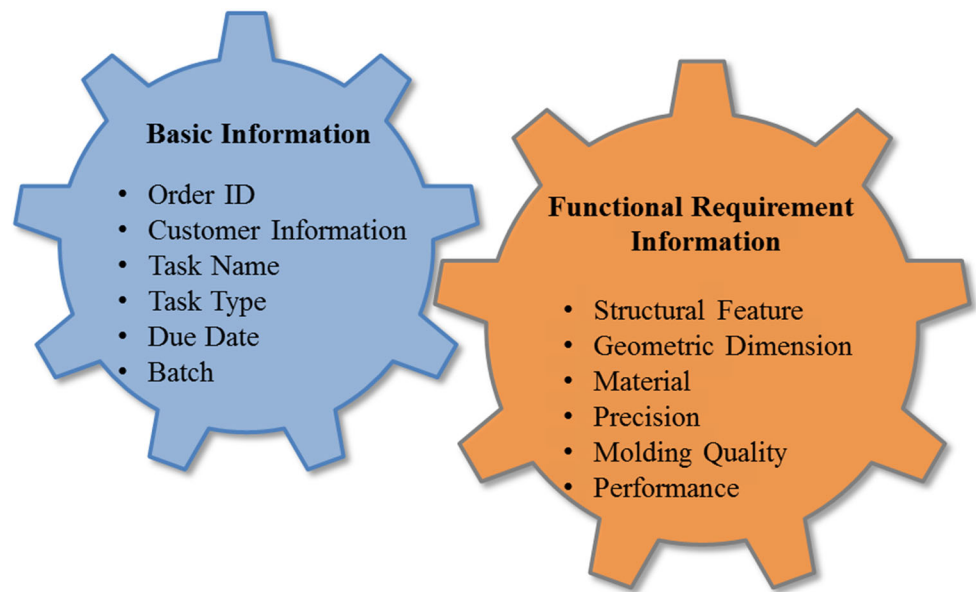 Basic Information
• Order ID
• Customer Information
• Task Name
• Task Type
• Due Date
• Batch
Functional Requirement
Information
• Structural Feature
• Geometric Dimension
• Material
• Precision
• Molding Quality
• Performance